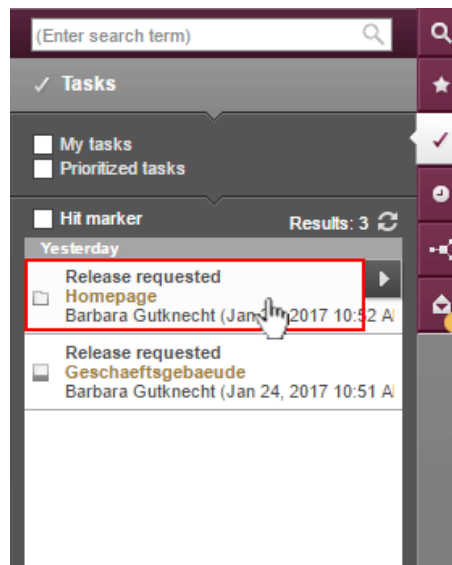 (Enter search term)
Tasks
My tasks
Prioritized tasks
Hit marker
Results: 3
Yesterday
Release requested
Homepage
Barbara Gutknecht (Jan 2017 10:52 A
Release requested
Geschaeftsgebaeude
Barbara Gutknecht (Jan 24, 2017 10:51 A